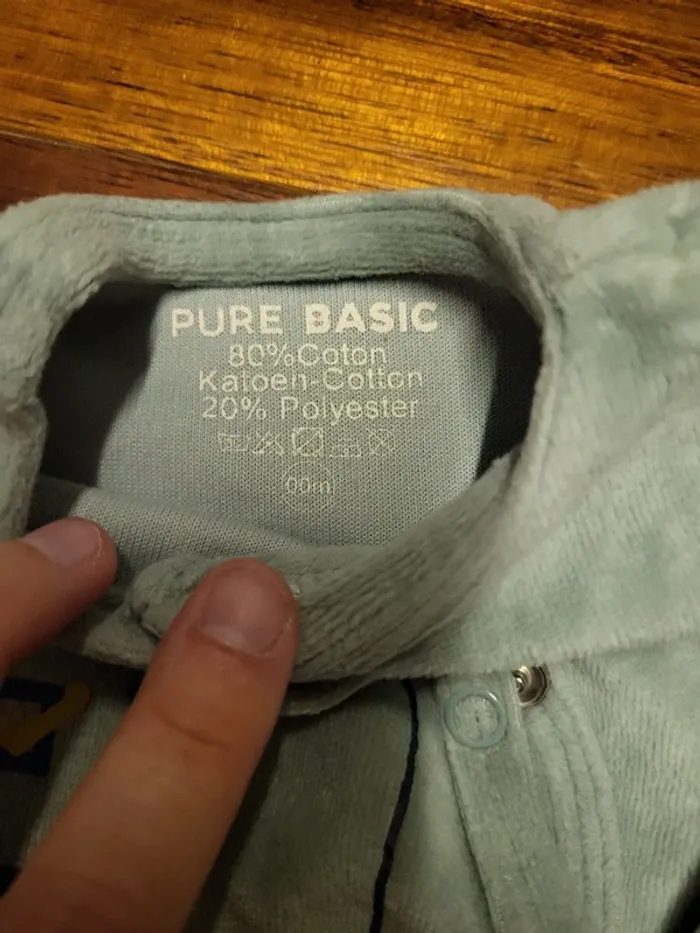 PURE BASIC
80%Coton
Katoen-Cotton
20% Polyester
00m